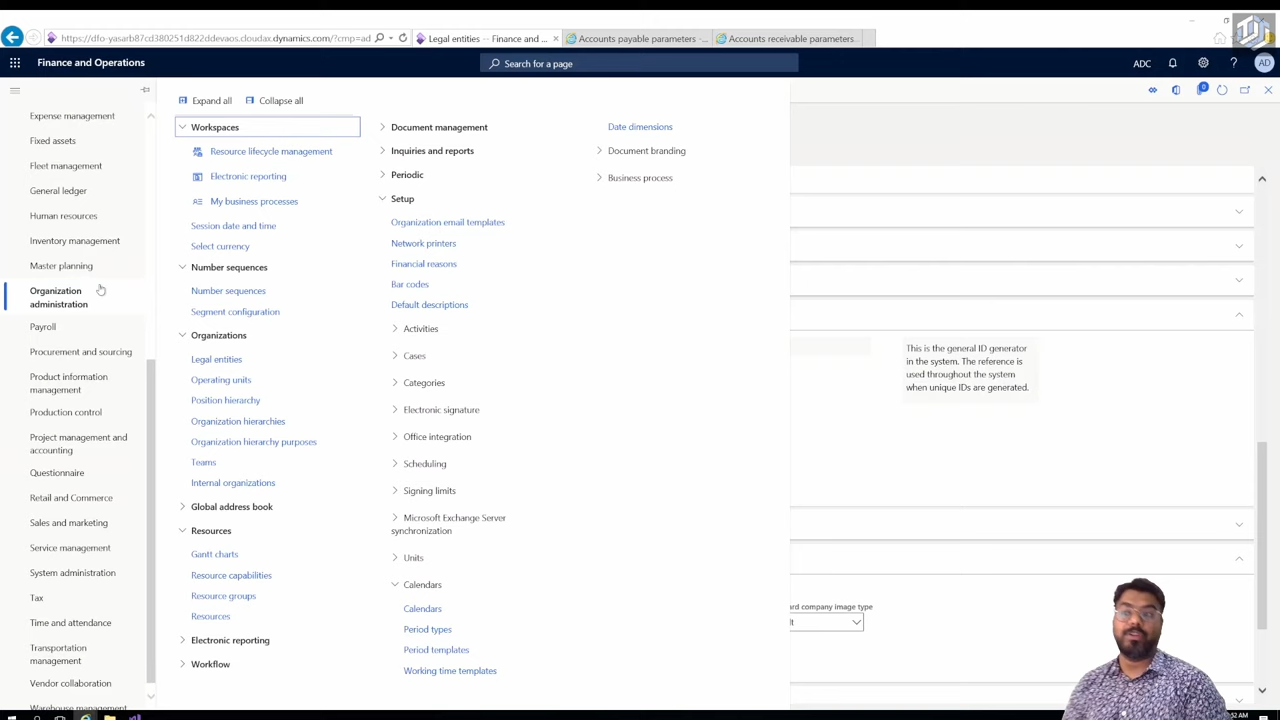 https://dfo-yasarb87cd380251d822ddevaos.cloudax.dynamics.com/?cmp=ad
Legal entities -- Finance and ...
Accounts payable parameters -...
Accounts receivable parameters...
Finance and Operations
Search for a page
ADC
?
AD
Expense management
Fixed assets
Fleet management
General ledger
Human resources
Inventory management
Master planning
Organization
administration
Payroll
Procurement and sourcing
Product information
management
Production control
Project management and
accounting
Questionnaire
Retail and Commerce
Sales and marketing
Service management
System administration
Tax
Time and attendance
Transportation
management
Vendor collaboration
Warehouse management
Expand all
Collapse all
Workspaces
Resource lifecycle management
Electronic reporting
My business processes
Session date and time
Select currency
Number sequences
Number sequences
Segment configuration
Organizations
Legal entities
Operating units
Position hierarchy
Organization hierarchies
Organization hierarchy purposes
Teams
Internal organizations
Global address book
Resources
Gantt charts
Resource capabilities
Resource groups
Resources
Electronic reporting
Workflow
Document management
Inquiries and reports
Periodic
Setup
Organization email templates
Network printers
Financial reasons
Bar codes
Default descriptions
Activities
Cases
Categories
Electronic signature
Office integration
Scheduling
Signing limits
Microsoft Exchange Server
synchronization
Units
Calendars
Calendars
Period types
Period templates
Working time templates
Date dimensions
Document branding
Business process
0
This is the general ID generator
in the system. The reference is
used throughout the system
when unique IDs are generated.
ard company image type
lt
:52 AM